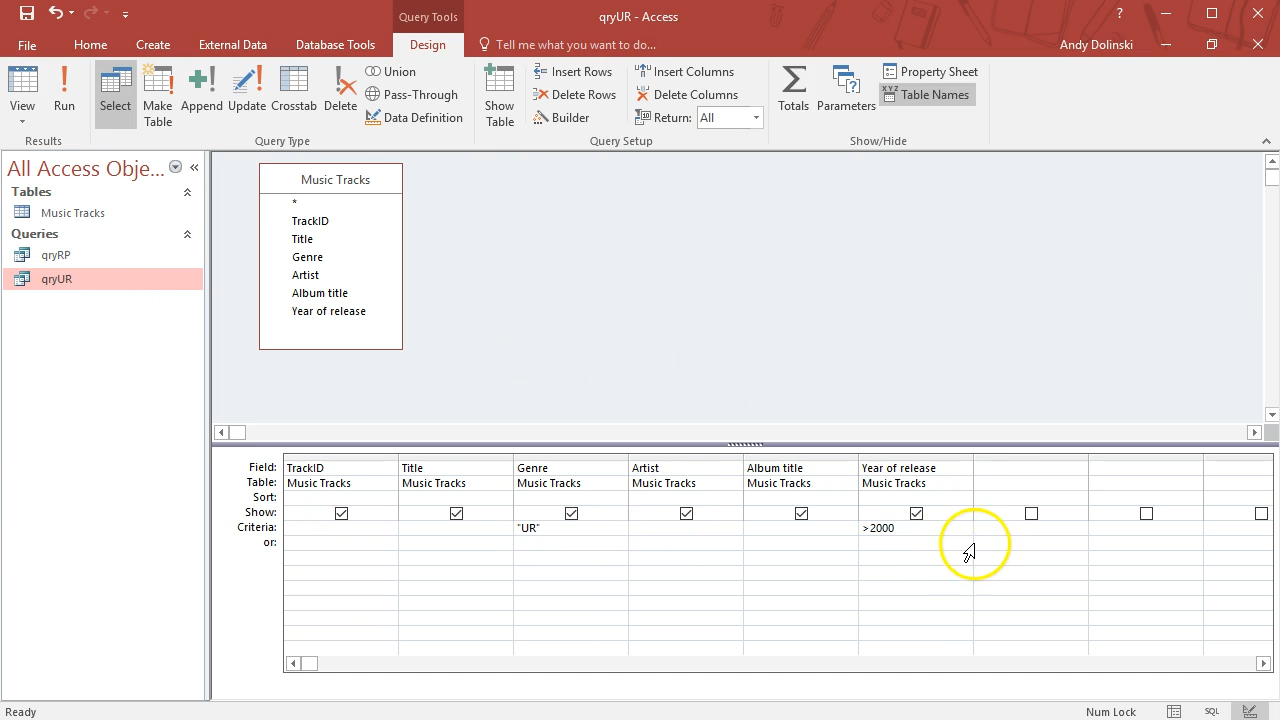 Query Tools
qryUR - Access
?
File
Home
Create
External Data
Database Tools
Design
Tell me what you want to do...
Andy Dolinski
View
Run
Results
Select
Make Table
Append
Update
Crosstab
Delete
Union
Pass-Through
Data Definition
Query Type
Show Table
Insert Rows
Delete Rows
Builder
Insert Columns
Delete Columns
Return: All
Query Setup
Totals
Parameters
Property Sheet
XYZ Table Names
Show/Hide
All Access Obje...
Tables
Music Tracks
Queries
qryRP
qryUR
Music Tracks
*
TrackID
Title
Genre
Artist
Album title
Year of release
Field: TrackID Title Genre Artist Album title Year of release
Table: Music Tracks Music Tracks Music Tracks Music Tracks Music Tracks Music Tracks
Sort:
Show:
Criteria: "UR" >2000
or:
Ready
Num Lock
SQL